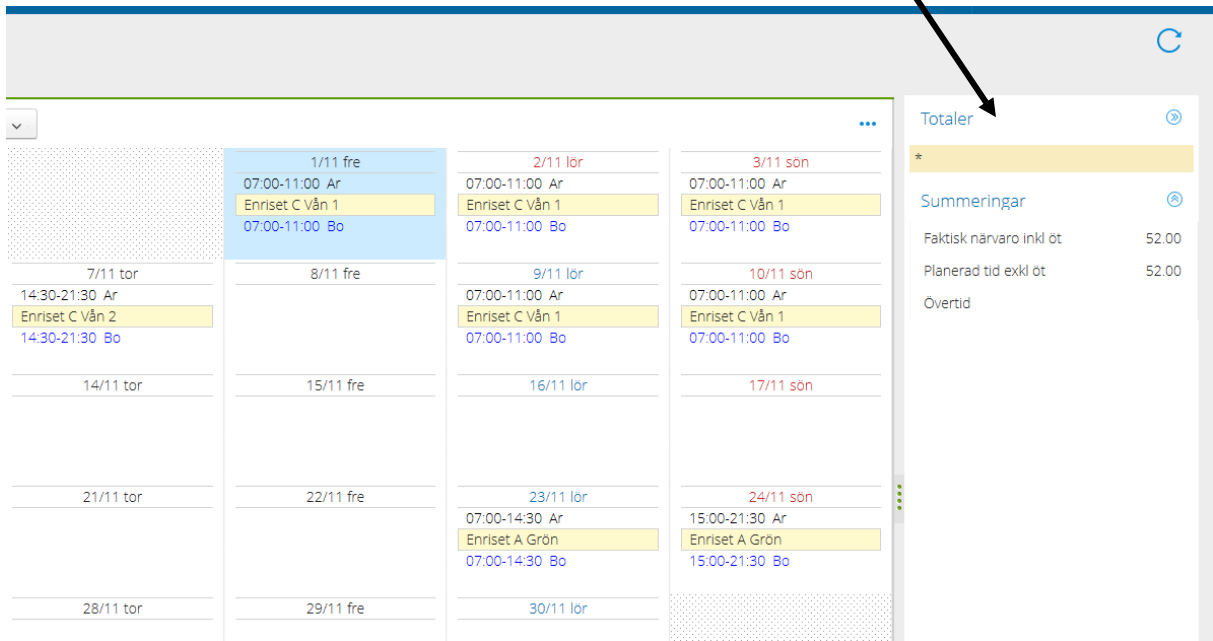 Totaler
1/11 fre 2/11 lör 3/11 sön
*
07:00-11:00 Ar 07:00-11:00 Ar 07:00-11:00 Ar
Enriset C Vån 1 Enriset C Vån 1 Enriset C Vån 1
Summeringar
07:00-11:00 Bo 07:00-11:00 Bo 07:00-11:00 Bo
Faktisk närvaro inkl öt 52.00
7/11 tor 8/11 fre 9/11 lör 10/11 sön
Planerad tid exkl öt 52.00
14:30-21:30 Ar 07:00-11:00 Ar 07:00-11:00 Ar
Övertid
Enriset C Vån 2 Enriset C Vån 1 Enriset C Vån 1
14:30-21:30 Bo 07:00-11:00 Bo 07:00-11:00 Bo
14/11 tor 15/11 fre 16/11 lör 17/11 sön
21/11 tor 22/11 fre 23/11 lör 24/11 sön
07:00-14:30 Ar 15:00-21:30 Ar
Enriset A Grön Enriset A Grön
07:00-14:30 Bo 15:00-21:30 Bo
28/11 tor 29/11 fre 30/11 lör